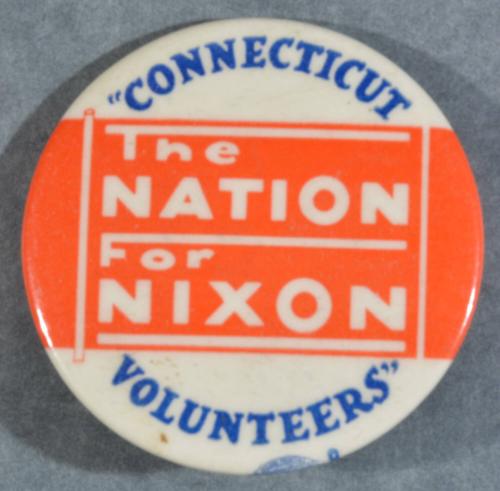 "CONNECTICUT
The
NATION
For
NIXON
VOLUNTEERS"